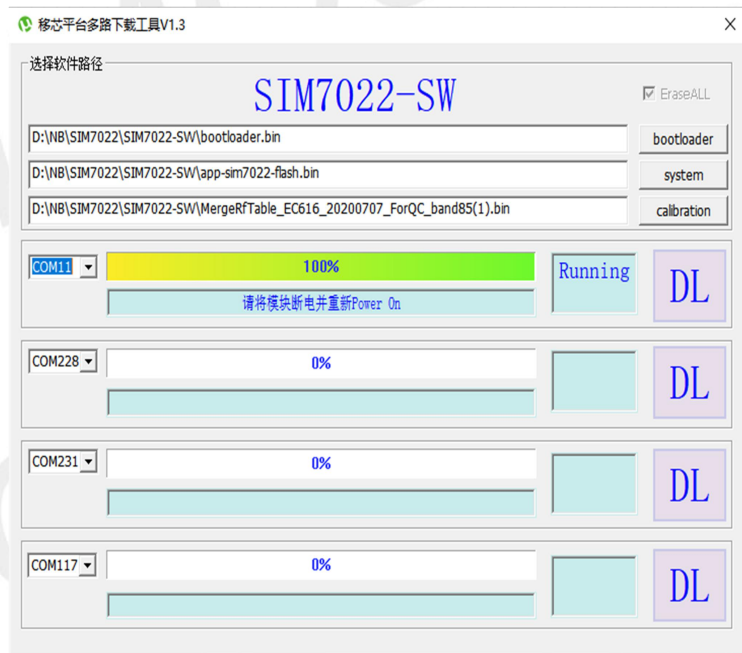 移芯平台多路下载工具V1.3
选择软件路径
SIM7022-SW
EraseALL
D:\NB\SIM7022\SIM7022-SW\bootloader.bin
bootloader
D:\NB\SIM7022\SIM7022-SW\app-sim7022-flash.bin
system
D:\NB\SIM7022\SIM7022-SW\MergeRfTable_EC616_20200707_ForQC_band85(1).bin
calibration
COM11
100%
Running
DL
请将模块断电并重新Power On
COM228
0%
DL
COM231
0%
DL
COM117
0%
DL